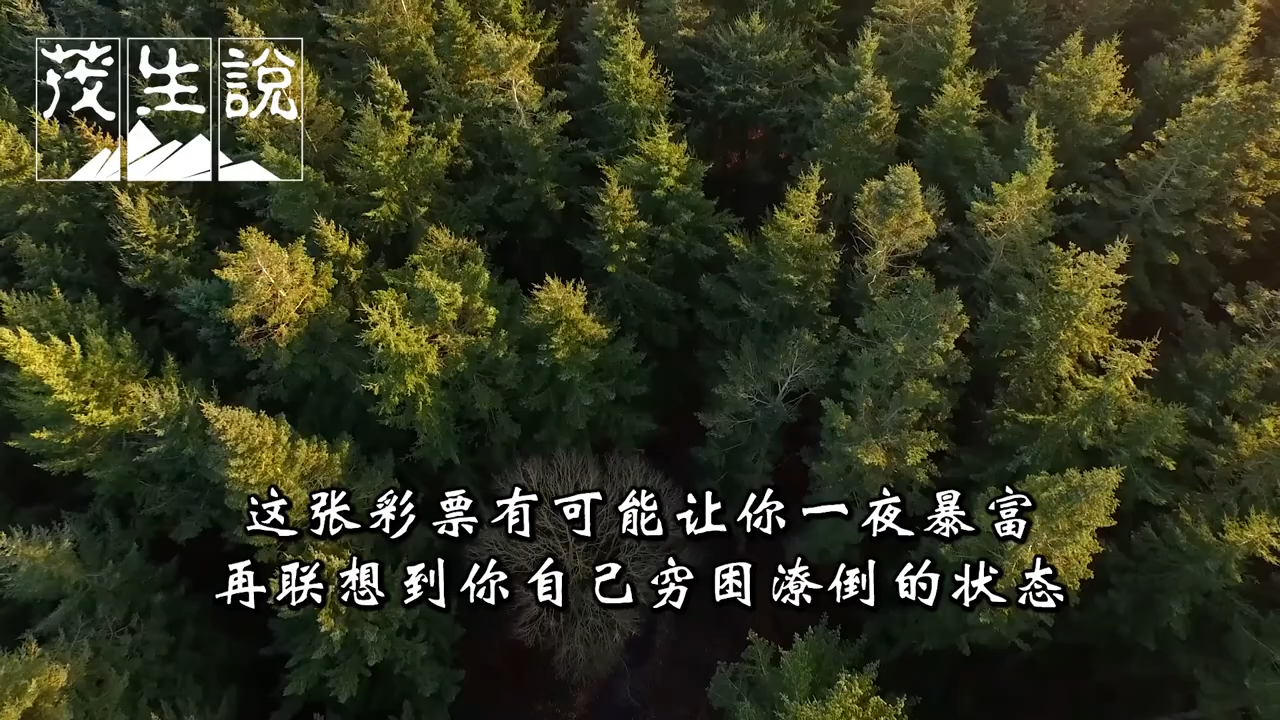 茂生説
这张彩票有可能让你一夜暴富
再联想到你自己穷困潦倒的状态